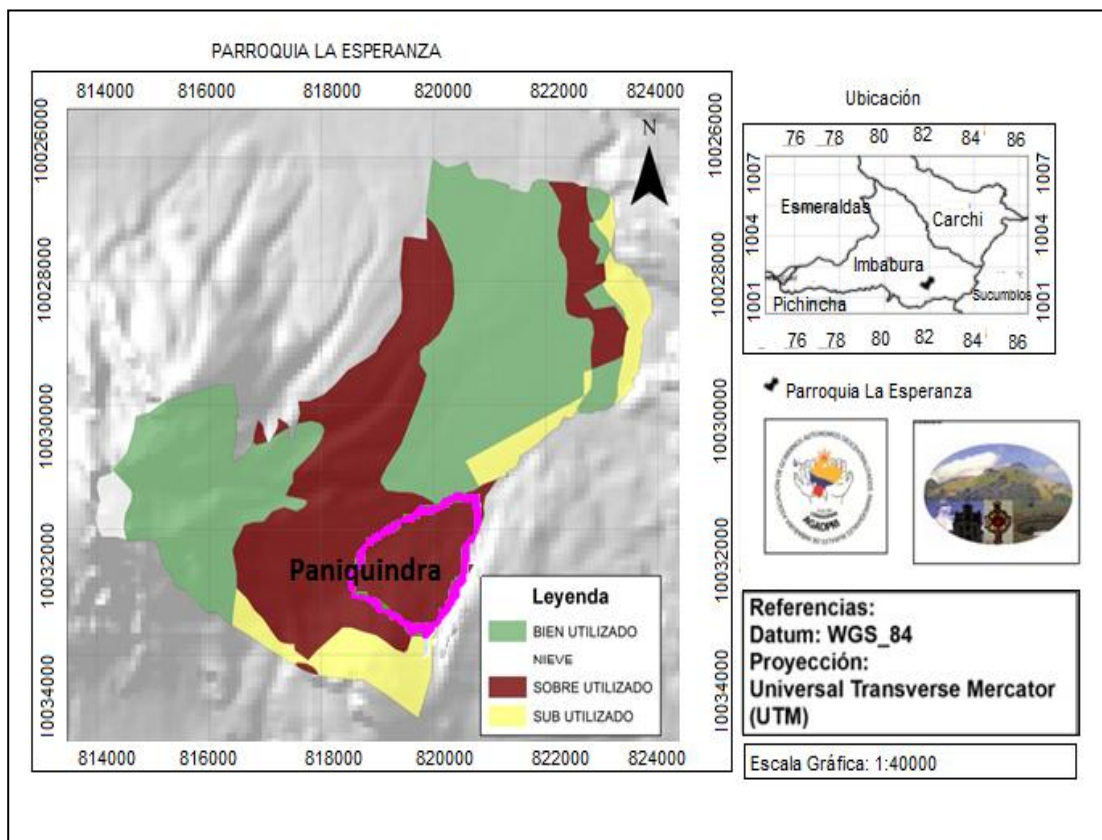 PARROQUIA LA ESPERANZA
814000 816000 818000 820000 822000 824000
10026000
10028000
10030000
10032000
10034000
N
Paniquindra
Leyenda
BIEN UTILIZADO
NIEVE
SOBRE UTILIZADO
SUB UTILIZADO
10026000
10028000
10030000
10032000
10034000
814000 816000 818000 820000 822000 824000
Ubicación
76 78 80 82 84 86
1007
1004
1001
Esmeraldas
Carchi
Imbabura
Sucumbios
Pichincha
1007
1004
1001
76 78 80 82 84 86
Parroquia La Esperanza
AGADPRI
Referencias:
Datum: WGS_84
Proyección:
Universal Transverse Mercator
(UTM)
Escala Gráfica: 1:40000